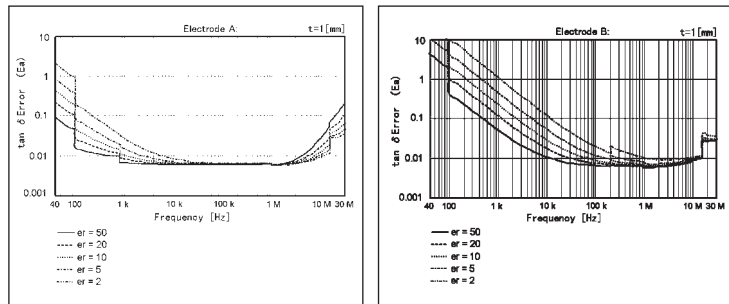 Electrode A: t=1[mm]
tan δ Error (Ea)
10
1
0.1
0.01
0.001
40 100 1 k 10 k 100 k 1 M 10 M 30 M
Frequency [Hz]
er = 50
er = 20
er = 10
er = 5
er = 2
Electrode B: t=1[mm]
tan δ Error (Ea)
10
1
0.1
0.01
0.001
40 100 1 k 10 k 100 k 1 M 10 M 30 M
Frequency [Hz]
er = 50
er = 20
er = 10
er = 5
er = 2